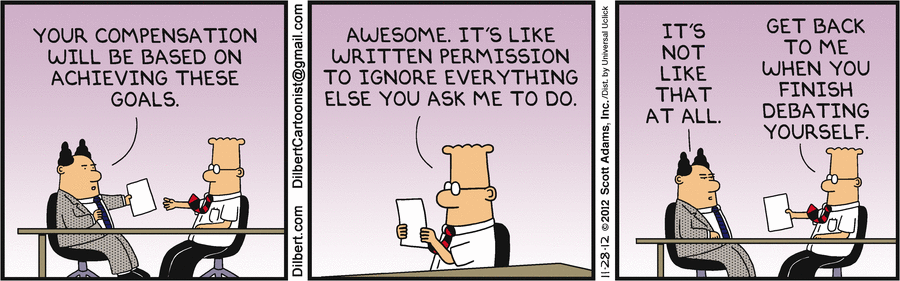 YOUR COMPENSATION
WILL BE BASED ON
ACHIEVING THESE
GOALS.
Dilbert.com DilbertCartoonist@gmail.com
AWESOME. IT'S LIKE
WRITTEN PERMISSION
TO IGNORE EVERYTHING
ELSE YOU ASK ME TO DO.
11-28-12 ©2012 Scott Adams, Inc./Dist. by Universal Uclick
IT'S
NOT
LIKE
THAT
AT ALL.
GET BACK
TO ME
WHEN YOU
FINISH
DEBATING
YOURSELF.